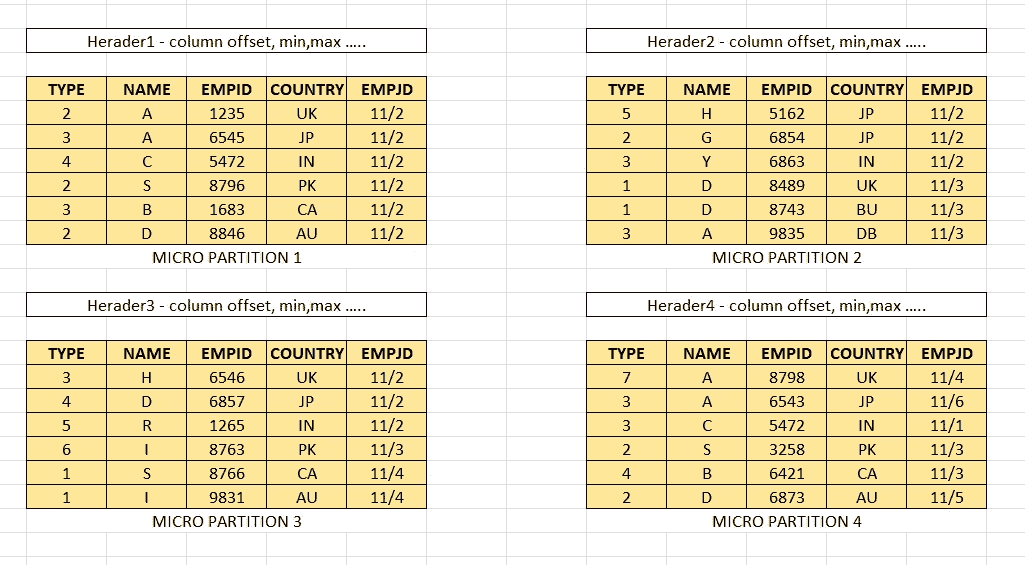 Herader1 - column offset, min,max .....
TYPE NAME EMPID COUNTRY EMPJD
2 A 1235 UK 11/2
3 A 6545 JP 11/2
4 C 5472 IN 11/2
2 S 8796 PK 11/2
3 B 1683 CA 11/2
2 D 8846 AU 11/2
MICRO PARTITION 1
Herader2 - column offset, min,max .....
TYPE NAME EMPID COUNTRY EMPJD
5 H 5162 JP 11/2
2 G 6854 JP 11/2
3 Y 6863 IN 11/2
1 D 8489 UK 11/3
1 D 8743 BU 11/3
3 A 9835 DB 11/3
MICRO PARTITION 2
Herader3 - column offset, min,max .....
TYPE NAME EMPID COUNTRY EMPJD
3 H 6546 UK 11/2
4 D 6857 JP 11/2
5 R 1265 IN 11/2
6 I 8763 PK 11/3
1 S 8766 CA 11/4
1 I 9831 AU 11/4
MICRO PARTITION 3
Herader4 - column offset, min,max .....
TYPE NAME EMPID COUNTRY EMPJD
7 A 8798 UK 11/4
3 A 6543 JP 11/6
3 C 5472 IN 11/1
2 S 3258 PK 11/3
4 B 6421 CA 11/3
2 D 6873 AU 11/5
MICRO PARTITION 4